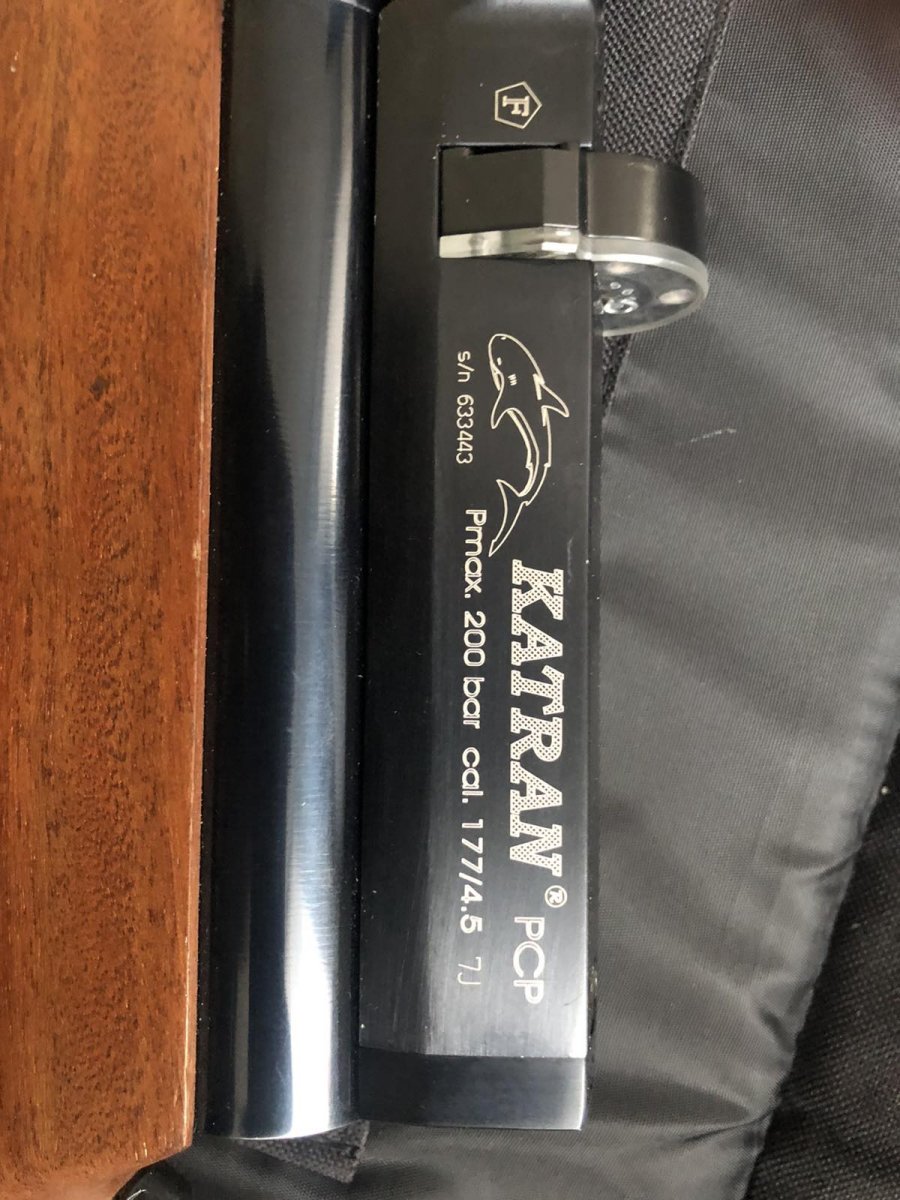 F
KATRAN® PCP
s/n 633443
Pmax. 200 bar cal. 177/4.5 7J